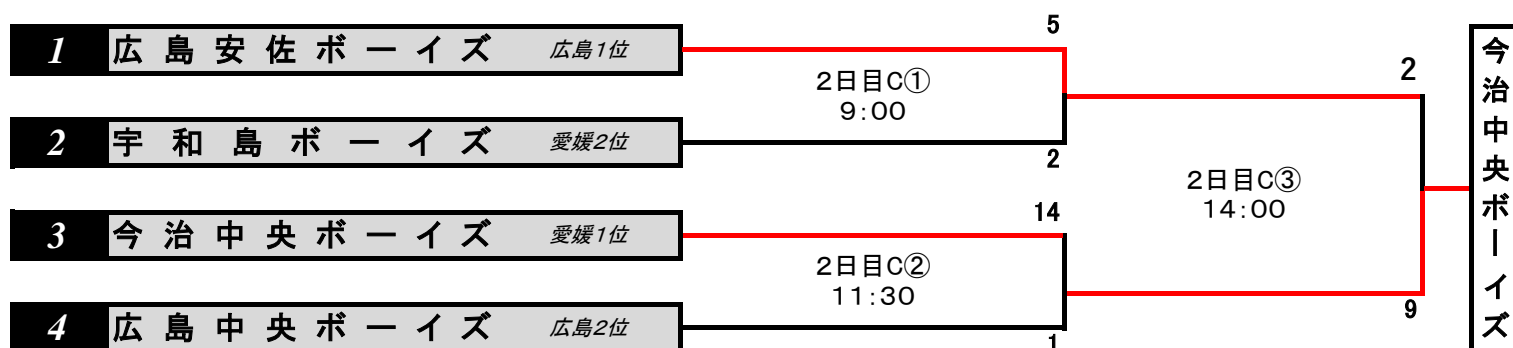 1 広島安佐ボーイズ 広島1位
5
2日目C①
9:00
2 宇和島ボーイズ 愛媛2位
2
3 今治中央ボーイズ 愛媛1位
14
2日目C②
11:30
4 広島中央ボーイズ 広島2位
1
2
2日目C③
14:00
9
今治中央ボーイズ